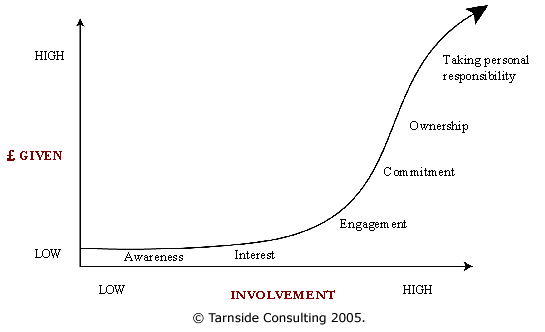 HIGH
Taking personal
responsibility
Ownership
£ GIVEN
Commitment
Engagement
LOW
Awareness
Interest
LOW
INVOLVEMENT
HIGH
© Tarnside Consulting 2005.